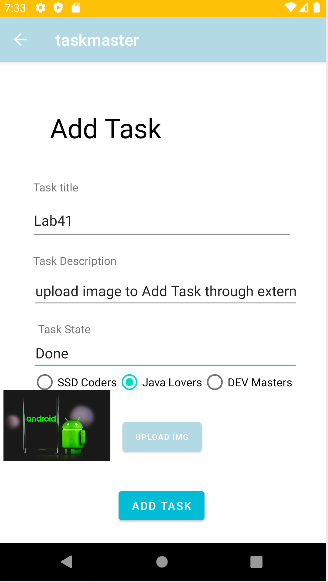 7:33
taskmaster
Add Task
Task title
Lab41
Task Description
upload image to Add Task through extern
Task State
Done
SSD Coders Java Lovers DEV Masters
android
UPLOAD IMG
ADD TASK